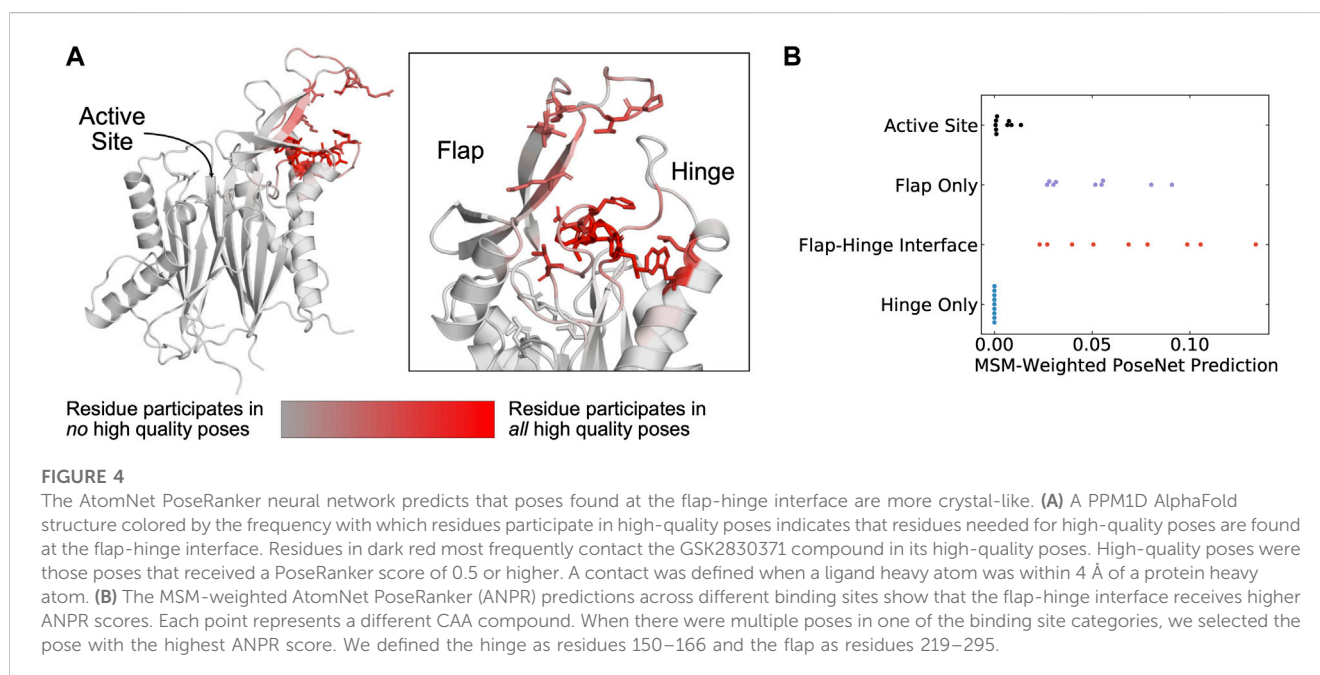 A
Active
Site
Flap
Hinge
Residue participates in
no high quality poses
Residue participates in
all high quality poses
B
Active Site
Flap Only
Flap-Hinge Interface
Hinge Only
0.00 0.05 0.10
MSM-Weighted PoseNet Prediction
FIGURE 4
The AtomNet PoseRanker neural network predicts that poses found at the flap-hinge interface are more crystal-like. (A) A PPM1D AlphaFold
structure colored by the frequency with which residues participate in high-quality poses indicates that residues needed for high-quality poses are found
at the flap-hinge interface. Residues in dark red most frequently contact the GSK2830371 compound in its high-quality poses. High-quality poses were
those poses that received a PoseRanker score of 0.5 or higher. A contact was defined when a ligand heavy atom was within 4 Å of a protein heavy
atom. (B) The MSM-weighted AtomNet PoseRanker (ANPR) predictions across different binding sites show that the flap-hinge interface receives higher
ANPR scores. Each point represents a different CAA compound. When there were multiple poses in one of the binding site categories, we selected the
pose with the highest ANPR score. We defined the hinge as residues 150–166 and the flap as residues 219–295.